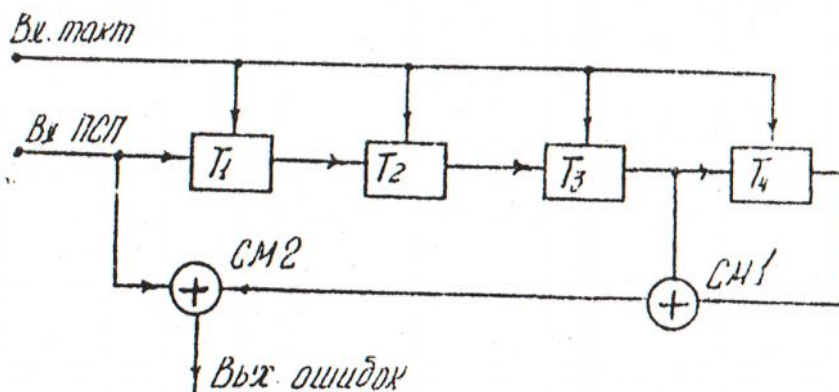 Вх. такт
Вх ПСП
T1
T2
T3
T4
СМ2
СМ1
+
+
Вых. ошибок